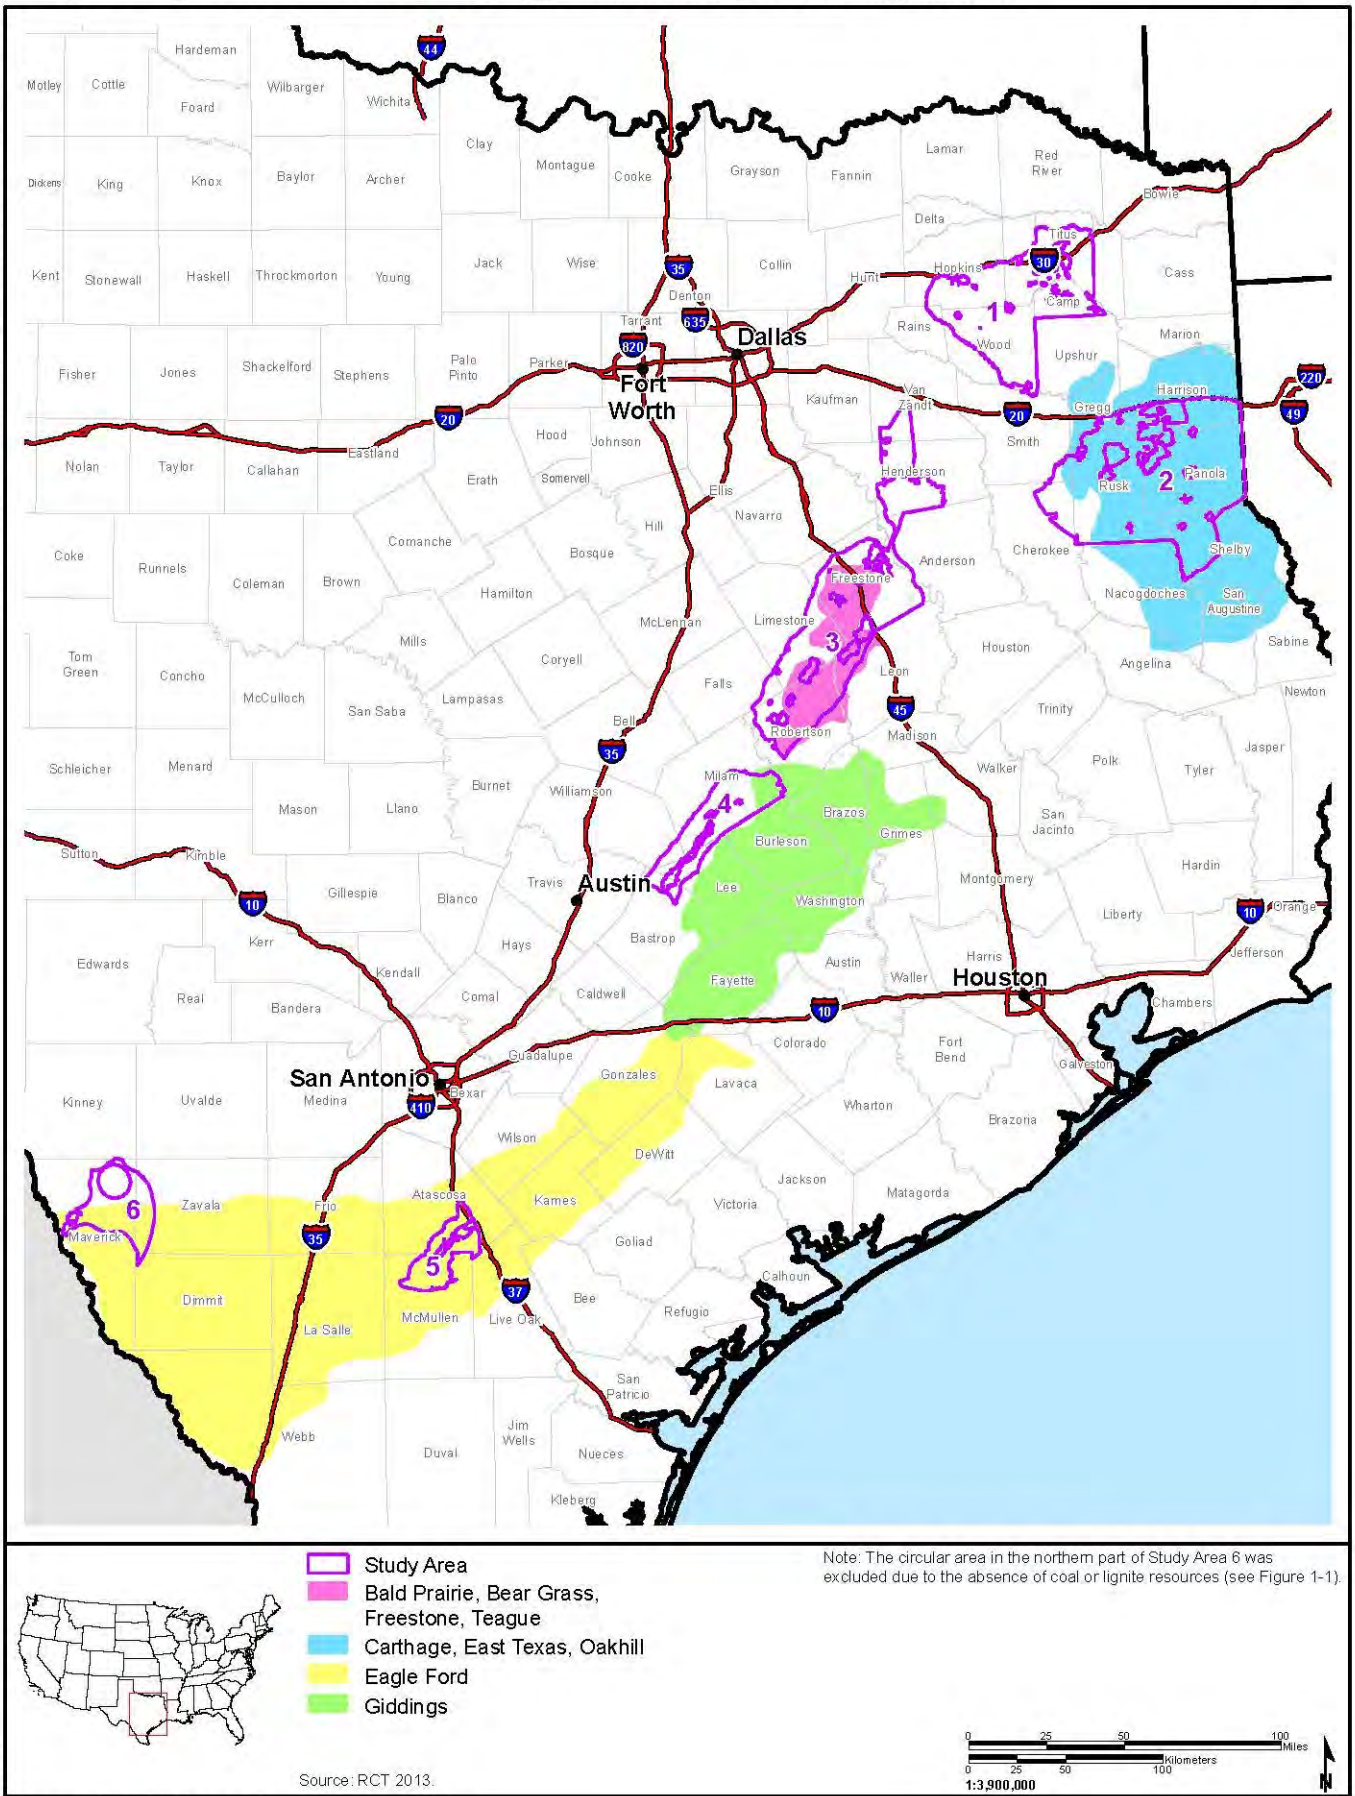 44
Hardeman
Motley
Cottle
Wilbarger
Foard
Wichita
Clay
Lamar
Red
River
Montague
Cooke
Grayson
Fannin
Dickens
King
Knox
Baylor
Archer
Bowie
Delta
Titus
Kent
Stonewall
Haskell
Throckmorton
Young
Jack
Wise
35
Collin
Hunt
Hopkins
30
Cass
Denton
Camp
635
1
Tarrant
Rains
Wood
Marion
820
Dallas
Upshur
Fisher
Jones
Shackelford
Stephens
Palo
Pinto
Parker
Fort
Worth
220
Van
Zandt
Harrison
Kaufman
Gregg
20
20
49
Hood
Johnson
Smith
Eastland
Nolan
Taylor
Callahan
Erath
Somervell
Henderson
Rusk
2
Panola
Ellis
Navarro
Hill
Comanche
Coke
Runnels
Coleman
Brown
Bosque
Anderson
Cherokee
Shelby
Hamilton
Freestone
Nacogdoches
San
Augustine
McLennan
Limestone
Mills
3
Houston
Sabine
Tom
Green
Concho
Coryell
Angelina
McCulloch
San Saba
Lampasas
Falls
Leon
Newton
45
Trinity
Bell
Robertson
Madison
35
Jasper
Schleicher
Menard
Milam
Walker
Polk
Tyler
Burnet
Williamson
Mason
Llano
4
Brazos
San
Jacinto
Grimes
Burleson
Sutton
Kimble
Hardin
Gillespie
Blanco
Travis
Austin
Lee
Montgomery
Washington
10
Liberty
10
Orange
Kerr
Hays
Bastrop
Edwards
Kendall
Austin
Waller
Harris
Jefferson
Real
Bandera
Comal
Caldwell
Fayette
Houston
Chambers
10
Guadalupe
Colorado
Fort
Bend
Galveston
San Antonio
Gonzales
Lavaca
Kinney
Uvalde
Medina
Bexar
410
Wharton
Brazoria
Wilson
DeWitt
Jackson
Matagorda
6
Zavala
Frio
Atascosa
Karnes
Victoria
Maverick
35
Goliad
5
Calhoun
37
Dimmit
Bee
Refugio
La Salle
McMullen
Live Oak
San
Patricio
Webb
Duval
Jim
Wells
Nueces
Kleberg
Study Area
Bald Prairie, Bear Grass,
Freestone, Teague
Carthage, East Texas, Oakhill
Eagle Ford
Giddings
Note: The circular area in the northern part of Study Area 6 was
excluded due to the absence of coal or lignite resources (see Figure 1-1).
0 25 50 100
Miles
Kilometers
0 25 50 100
1:3,900,000
N
Source: RCT 2013.